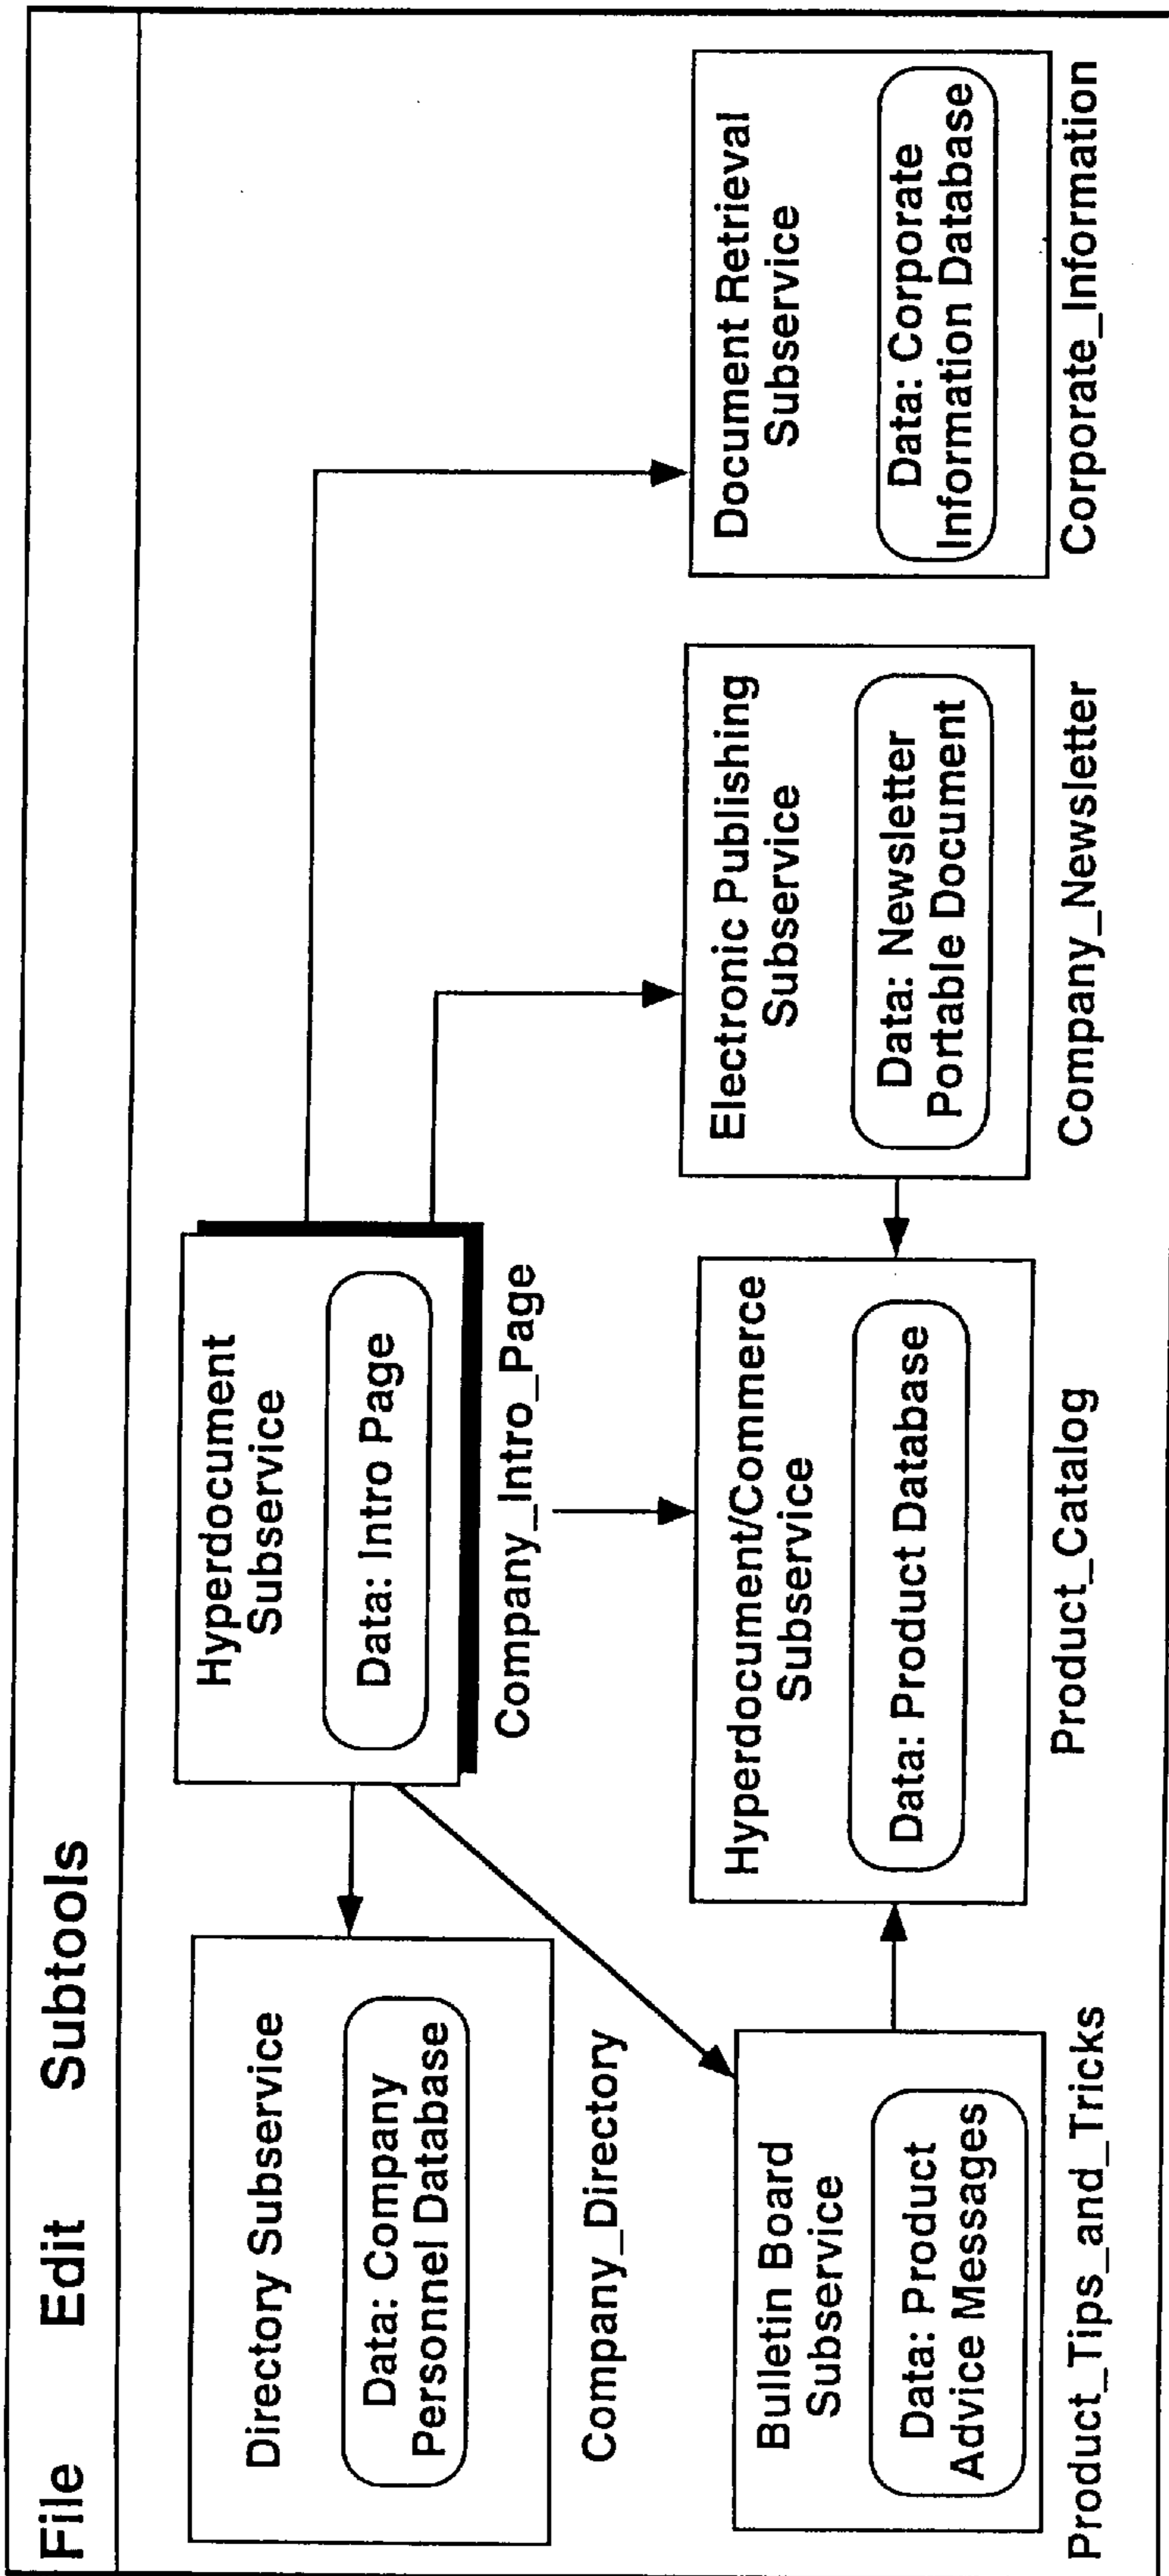 File Edit Subtools
Directory Subservice
Data: Company
Personnel Database
Company_Directory
Hyperdocument
Subservice
Data: Intro Page
Company_Intro_Page
Bulletin Board
Subservice
Data: Product
Advice Messages
Product_Tips_and_Tricks
Hyperdocument/Commerce
Subservice
Data: Product Database
Product_Catalog
Electronic Publishing
Subservice
Data: Newsletter
Portable Document
Company_Newsletter
Document Retrieval
Subservice
Data: Corporate
Information Database
Corporate_Information